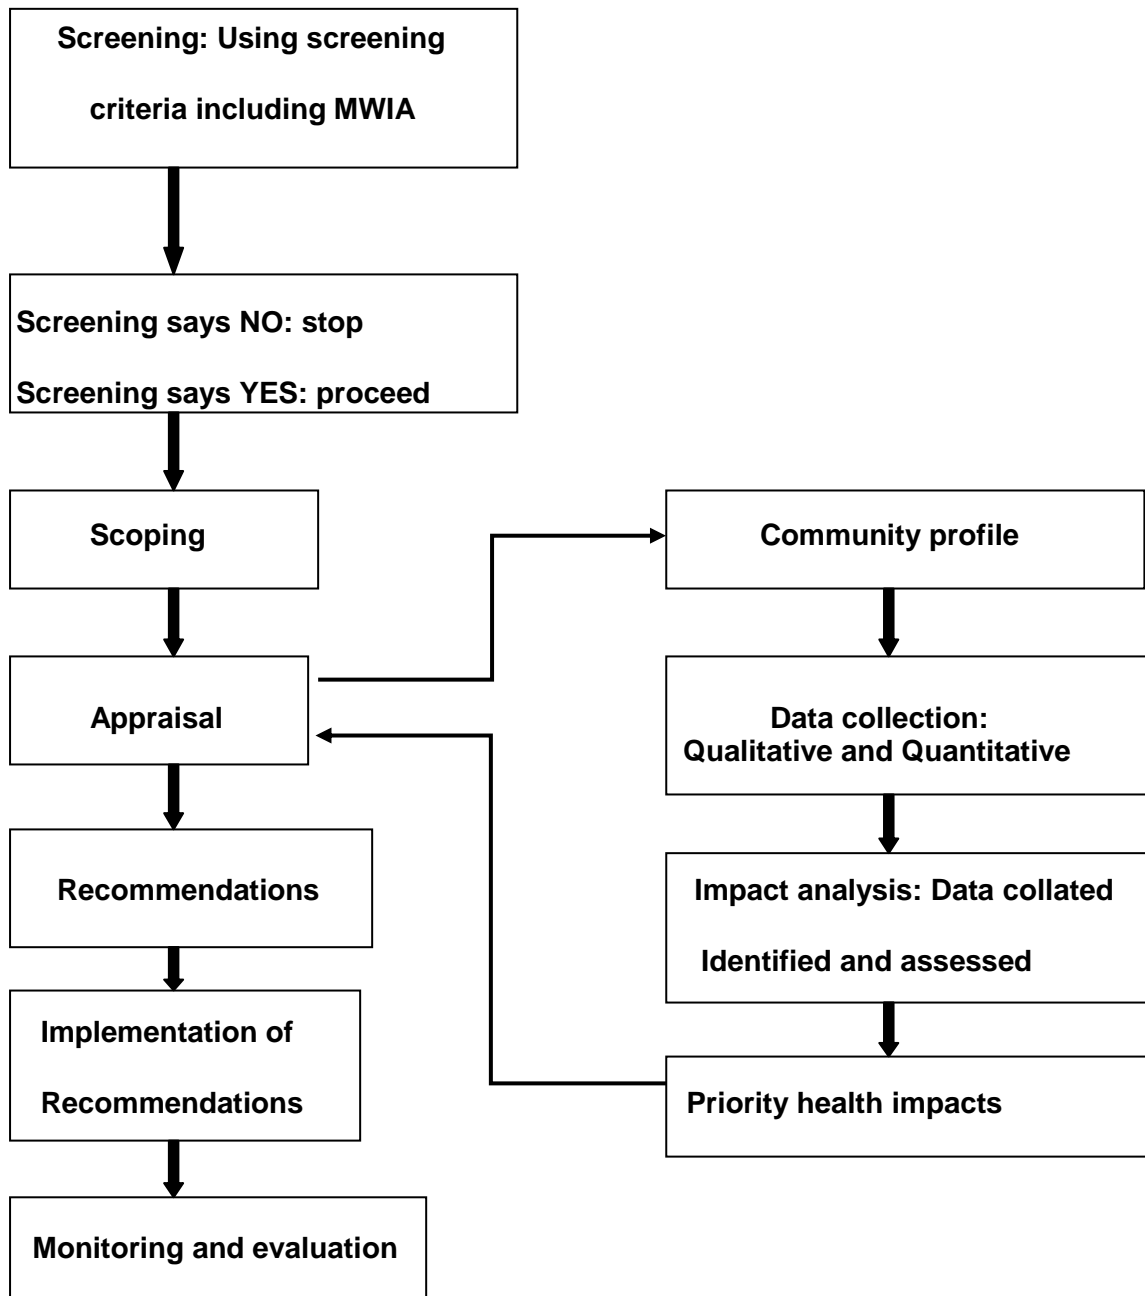 Screening: Using screening
criteria including MWIA
Screening says NO: stop
Screening says YES: proceed
Scoping
Appraisal
Recommendations
Implementation of
Recommendations
Monitoring and evaluation
Community profile
Data collection:
Qualitative and Quantitative
Impact analysis: Data collated
Identified and assessed
Priority health impacts